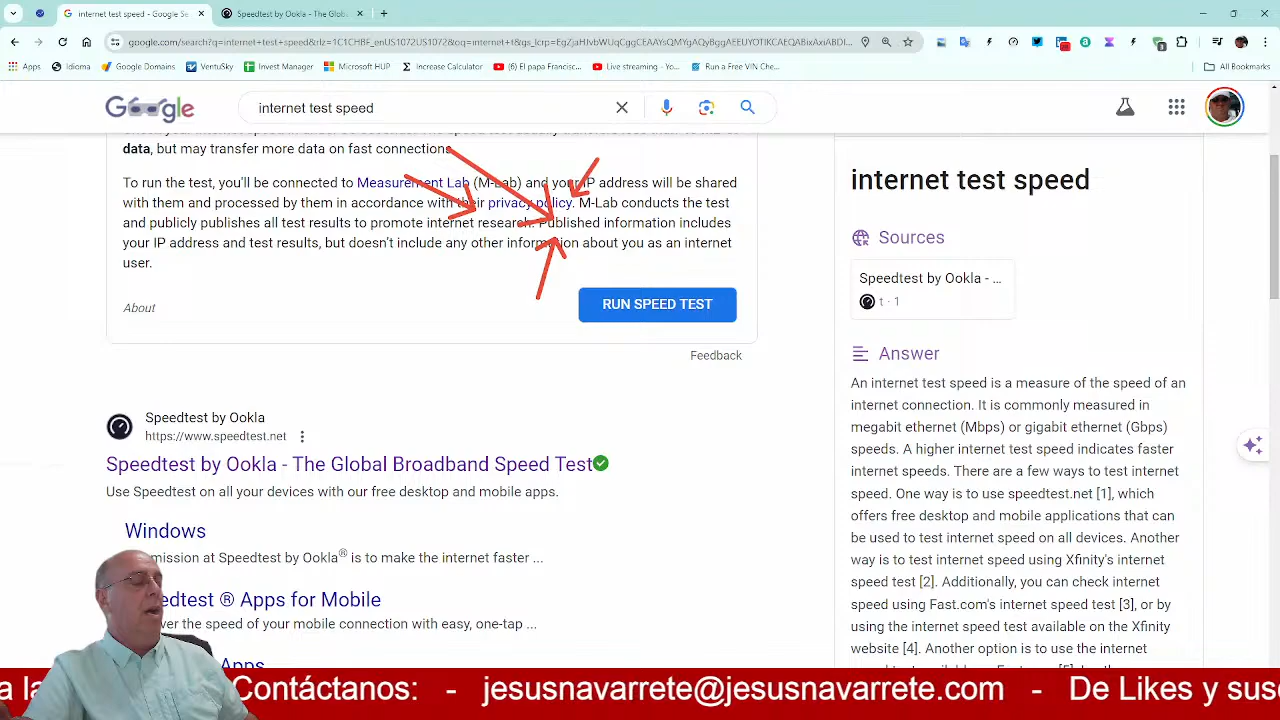 internet test speed - Google Se
Speedtest by Ookla - The Glob
google.com/search?q=internet+test+speed&rlz=1C1CHBF_enUS1072US1072&oq=internet+t&gs_lcrp=
Apps
Idioma
Google Domains
VentuSky
Invest Manager
Microsoft HUP
Increase Calculator
(6) El papa Francisc...
Live streaming - Yo...
Run a Free VIN Che...
All Bookmarks
Google
internet test speed
data, but may transfer more data on fast connections.
To run the test, you'll be connected to Measurement Lab (M-Lab) and your IP address will be shared
with them and processed by them in accordance with their privacy policy. M-Lab conducts the test
and publicly publishes all test results to promote internet research. Published information includes
your IP address and test results, but doesn't include any other information about you as an internet
user.
About
RUN SPEED TEST
Feedback
Speedtest by Ookla
https://www.speedtest.net
Speedtest by Ookla - The Global Broadband Speed Test
Use Speedtest on all your devices with our free desktop and mobile apps.
Windows
mission at Speedtest by Ookla® is to make the internet faster ...
edtest ® Apps for Mobile
ver the speed of your mobile connection with easy, one-tap ...
Apps
internet test speed
Sources
Speedtest by Ookla - ...
t · 1
Answer
An internet test speed is a measure of the speed of an
internet connection. It is commonly measured in
megabit ethernet (Mbps) or gigabit ethernet (Gbps)
speeds. A higher internet test speed indicates faster
internet speeds. There are a few ways to test internet
speed. One way is to use speedtest.net [1], which
offers free desktop and mobile applications that can
be used to test internet speed on all devices. Another
way is to test internet speed using Xfinity's internet
speed test [2]. Additionally, you can check internet
speed using Fast.com's internet speed test [3], or by
using the internet speed test available on the Xfinity
website [4]. Another option is to use the internet
a la Contáctanos: - jesusnavarrete@jesusnavarrete.com - De Likes y susc